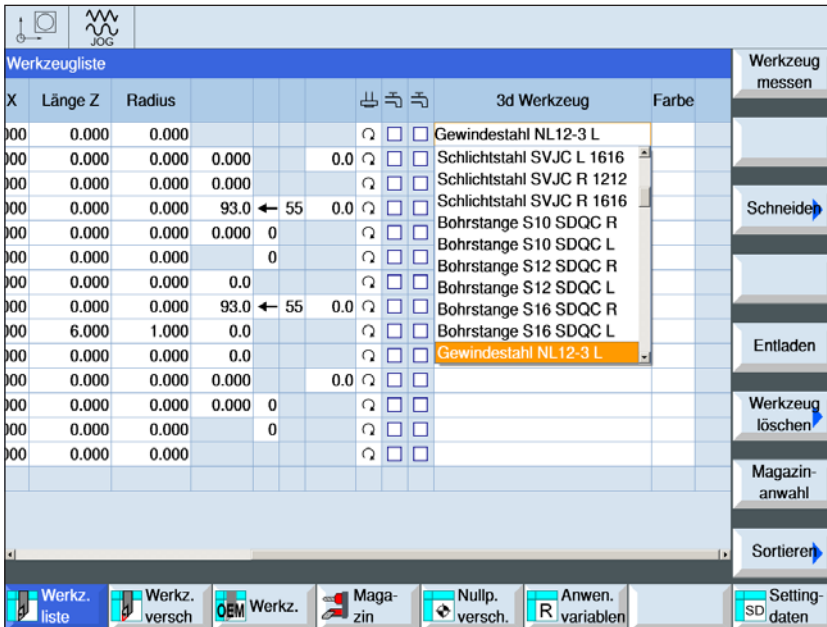 JOG
Werkzeugliste
Werkzeug
messen
X Länge Z Radius 3d Werkzeug Farbe
000 0.000 0.000 Gewindestahl NL12-3 L
000 0.000 0.000 0.000 0.0 Schlichtstahl SVJC L 1616
000 0.000 0.000 0.000 Schlichtstahl SVJC R 1212
000 0.000 0.000 93.0 ← 55 0.0 Schlichtstahl SVJC R 1616
Schneiden
000 0.000 0.000 0.000 0 Bohrstange S10 SDQC R
000 0.000 0.000 0 Bohrstange S10 SDQC L
000 0.000 0.000 0.0 Bohrstange S12 SDQC R
Bohrstange S12 SDQC L
000 0.000 0.000 93.0 ← 55 0.0 Bohrstange S16 SDQC R
000 6.000 1.000 0.0 Bohrstange S16 SDQC L
000 0.000 0.000 0.0 Gewindestahl NL12-3 L
Entladen
000 0.000 0.000 0.000 0.0
000 0.000 0.000 0.000 0
000 0.000 0.000 0
000 0.000 0.000
Werkzeug
löschen
Magazin-
anwahl
Sortieren
Werkz.
liste
Werkz.
versch
OEM Werkz.
Maga-
zin
Nullp.
versch.
R Anwen.
variablen
SD Setting-
daten